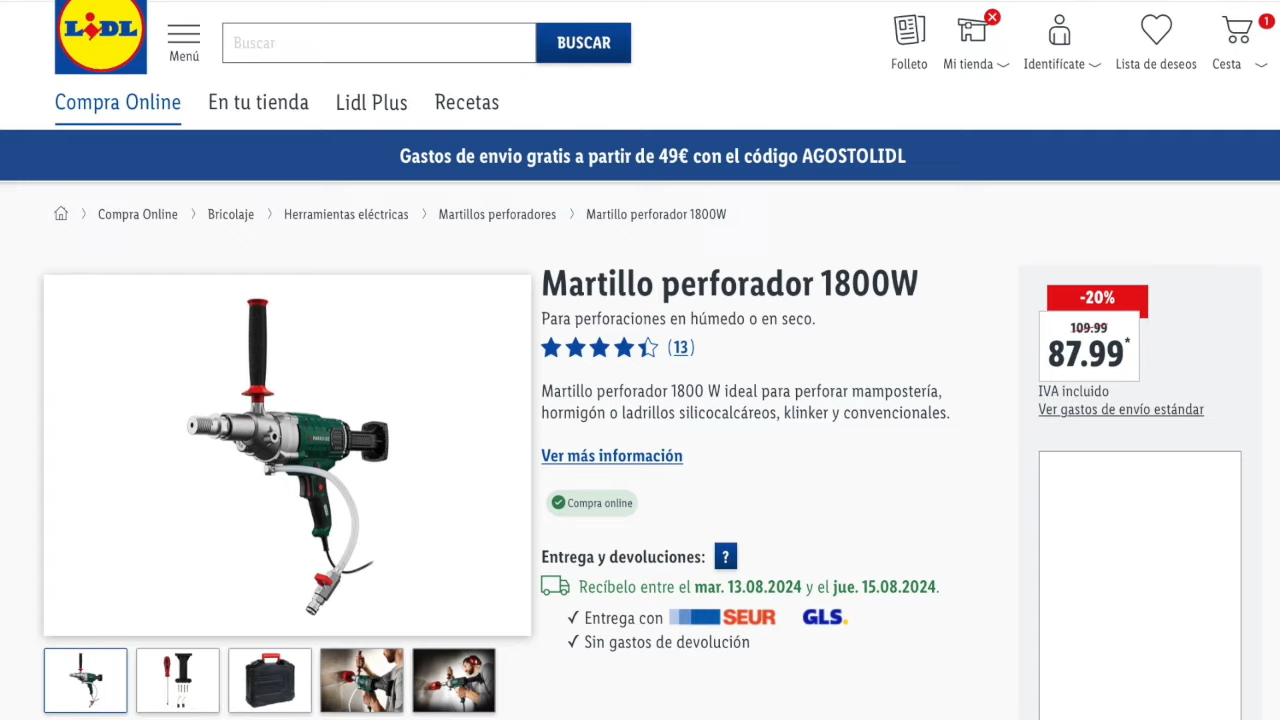 LIDL
Menú
Buscar
BUSCAR
Folleto
Mi tienda
Identifícate
Lista de deseos
1
Cesta
Compra Online
En tu tienda
Lidl Plus
Recetas
Gastos de envio gratis a partir de 49€ con el código AGOSTOLIDL
Compra Online
Bricolaje
Herramientas eléctricas
Martillos perforadores
Martillo perforador 1800W
Martillo perforador 1800W
Para perforaciones en húmedo o en seco.
(13)
Martillo perforador 1800 W ideal para perforar mampostería,
hormigón o ladrillos silicocalcáreos, klinker y convencionales.
Ver más información
Compra online
Entrega y devoluciones: ?
Recíbelo entre el mar. 13.08.2024 y el jue. 15.08.2024.
✓ Entrega con SEUR GLS.
✓ Sin gastos de devolución
-20%
109.99
87.99*
IVA incluido
Ver gastos de envío estándar